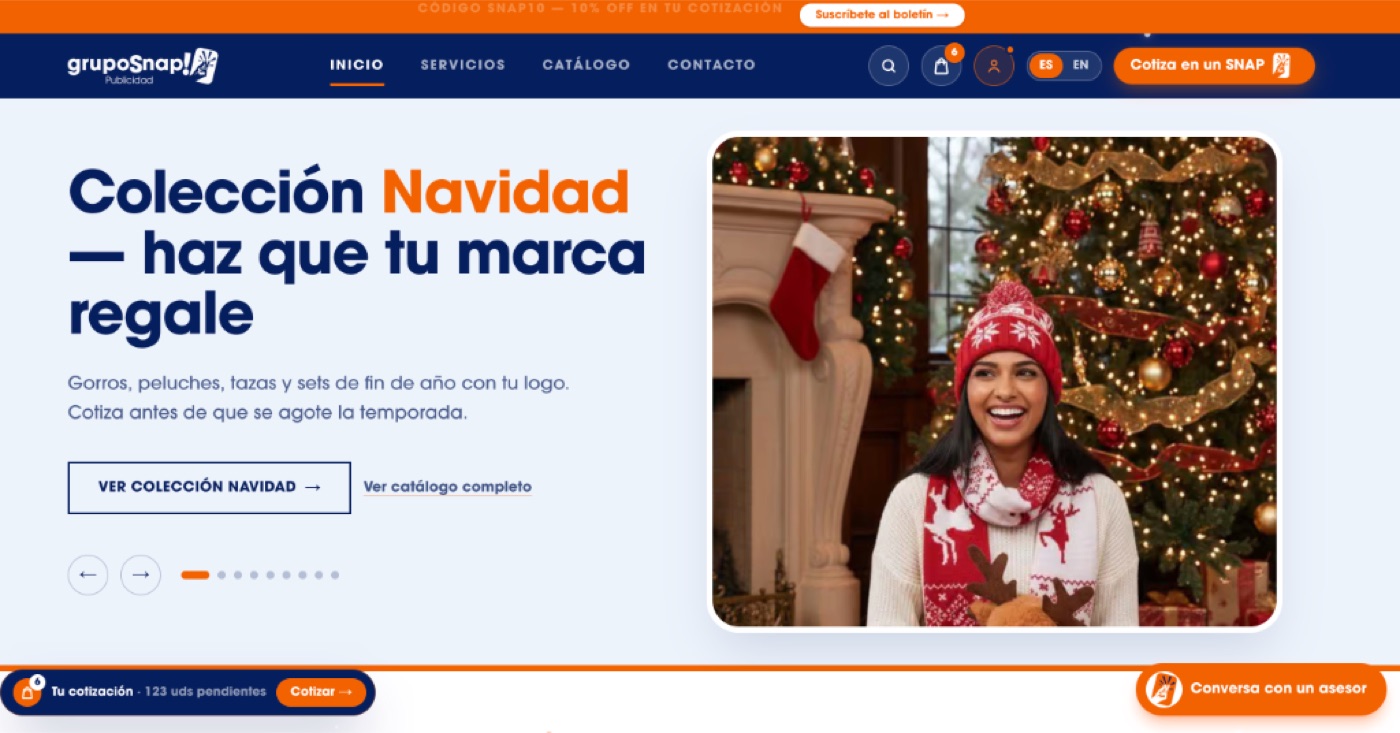 CÓDIGO SNAP10 — 10% OFF EN TU COTIZACIÓN
Suscríbete al boletín →
grupoSnap!
Publicidad
INICIO
SERVICIOS
CATÁLOGO
CONTACTO
6
ES
EN
Cotiza en un SNAP
Colección Navidad
— haz que tu marca
regale
Gorros, peluches, tazas y sets de fin de año con tu logo.
Cotiza antes de que se agote la temporada.
VER COLECCIÓN NAVIDAD →
Ver catálogo completo
← →
6
Tu cotización · 123 uds pendientes
Cotizar →
Conversa con un asesor